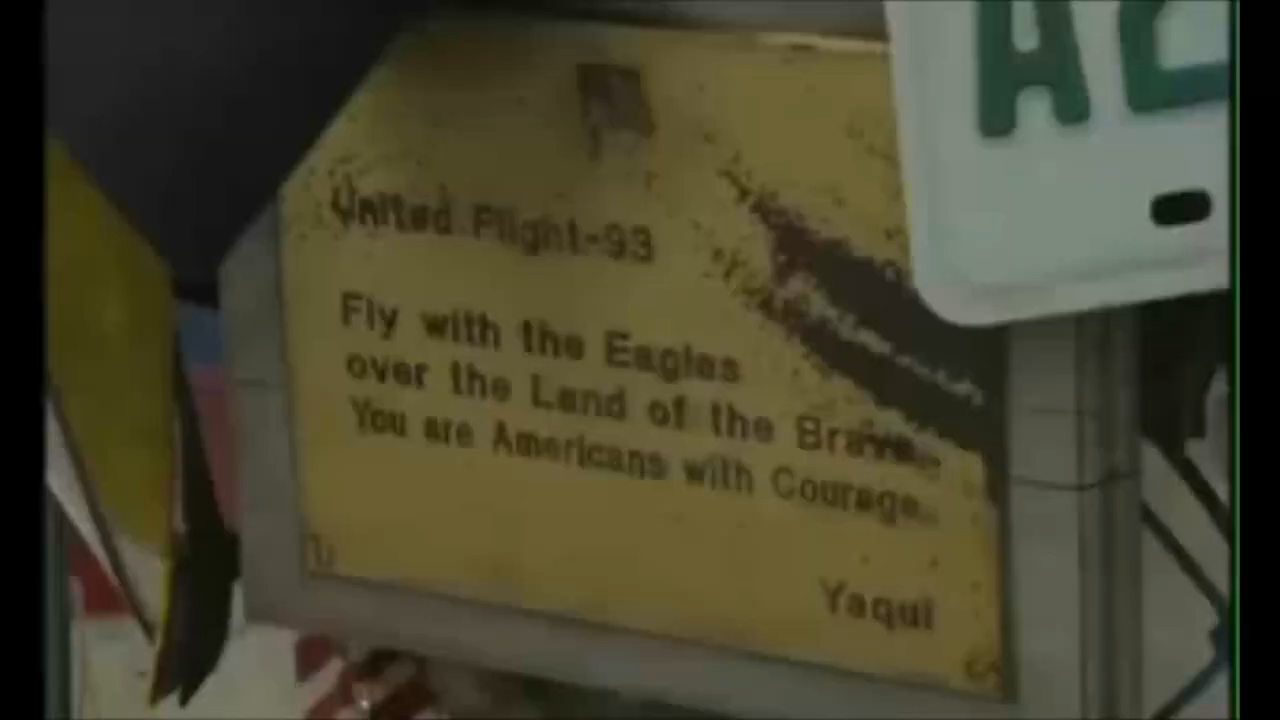 A2
United Flight-93
Fly with the Eagles
over the Land of the Brave..
You are Americans with Courage..
Yaqui